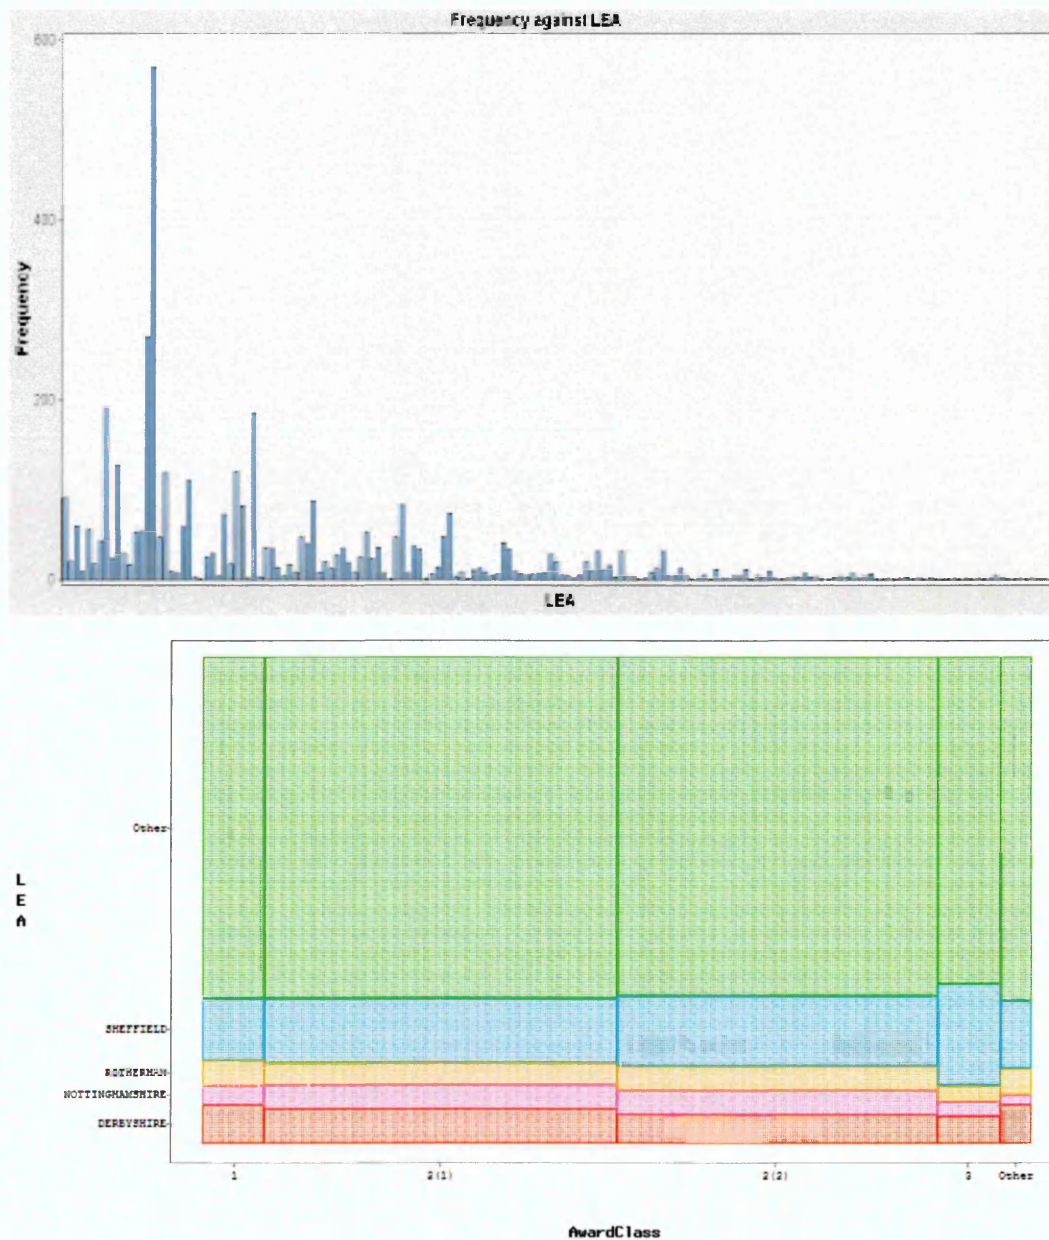 Frequency against LEA
600
400
200
0
Frequency
LEA
Other
SHEFFIELD
ROTHERHAM
NOTTINGHAMSHIRE
DERBYSHIRE
L
E
A
1
2(1)
2(2)
3
Other
AwardClass